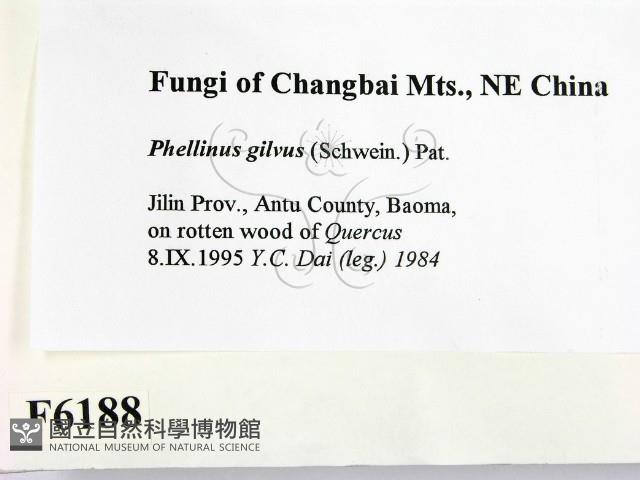 Fungi of Changbai Mts., NE China
Phellinus gilvus (Schwein.) Pat.
Jilin Prov., Antu County, Baoma,
on rotten wood of Quercus
8.IX.1995 Y.C. Dai (leg.) 1984
F6188
國立自然科學博物館
NATIONAL MUSEUM OF NATURAL SCIENCE